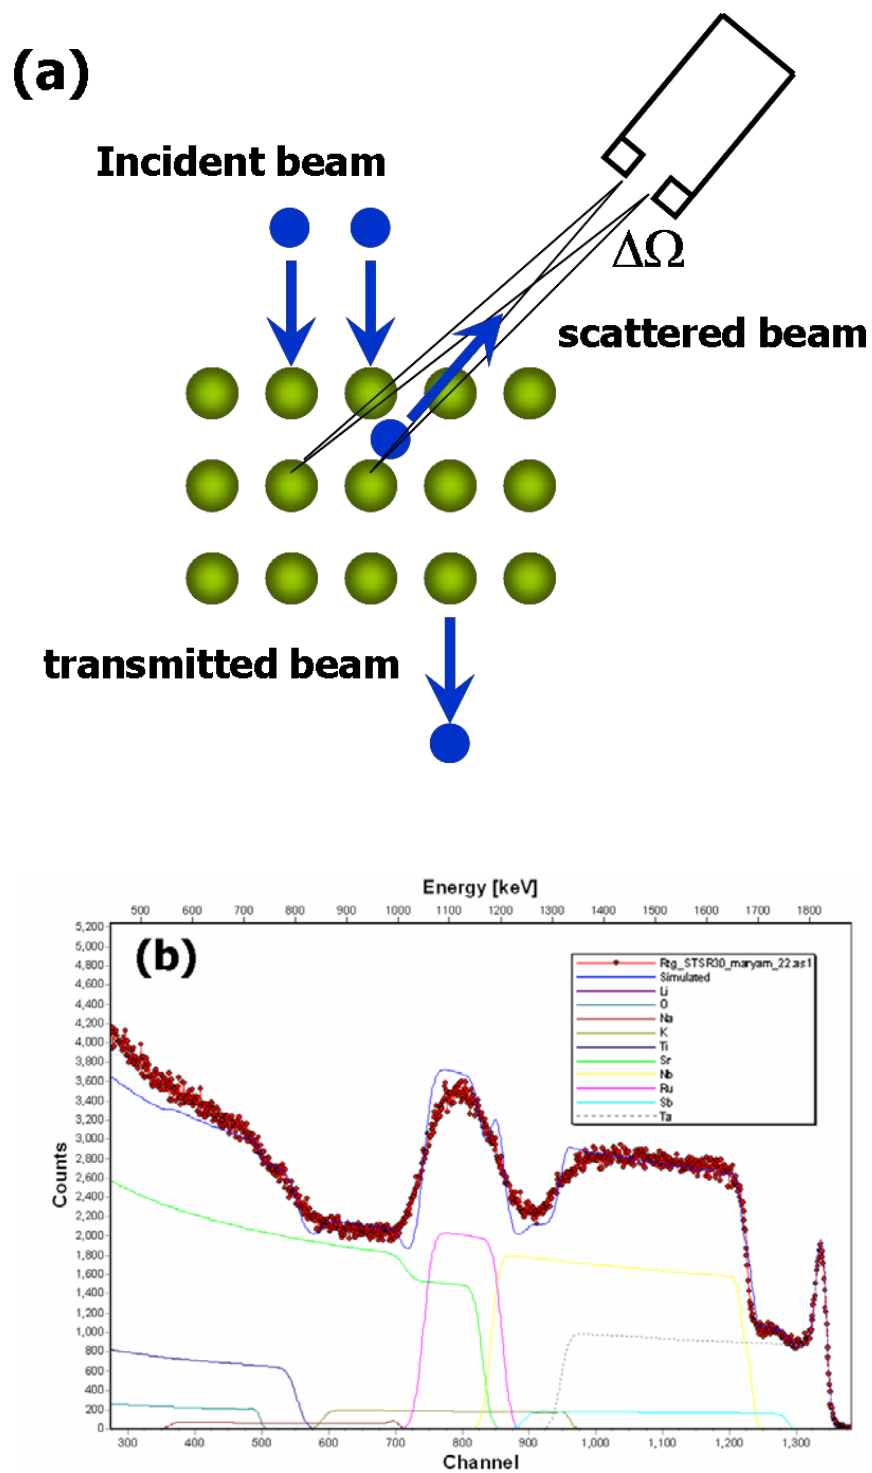 (a)
Incident beam
ΔΩ
scattered beam
transmitted beam
Energy [keV]
500 600 700 800 900 1000 1100 1200 1300 1400 1500 1600 1700 1800
(b)
5,200
5,000
4,800
4,600
4,400
4,200
4,000
3,800
3,600
3,400
3,200
3,000
2,800
2,600
2,400
2,200
2,000
1,800
1,600
1,400
1,200
1,000
800
600
400
200
0
Counts
Rtg_STSR30_maryam_22.as1
Simulated
Li
O
Na
K
Ti
Sr
Nb
Ru
Sb
Ta
300 400 500 600 700 800 900 1,000 1,100 1,200 1,300
Channel